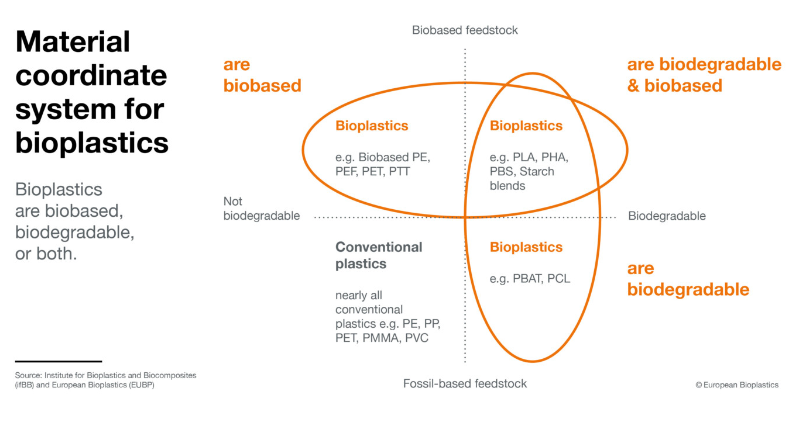 Material
coordinate
system for
bioplastics
Bioplastics
are biobased,
biodegradable,
or both.
Source: Institute for Bioplastics and Biocomposites
(ifBB) and European Bioplastics (EUBP)
Biobased feedstock
are
biobased
are biodegradable
& biobased
Bioplastics
e.g. Biobased PE,
PEF, PET, PTT
Bioplastics
e.g. PLA, PHA,
PBS, Starch
blends
Not
biodegradable
Biodegradable
Conventional
plastics
nearly all
conventional
plastics e.g. PE, PP,
PET, PMMA, PVC
Bioplastics
e.g. PBAT, PCL
are
biodegradable
Fossil-based feedstock
© European Bioplastics